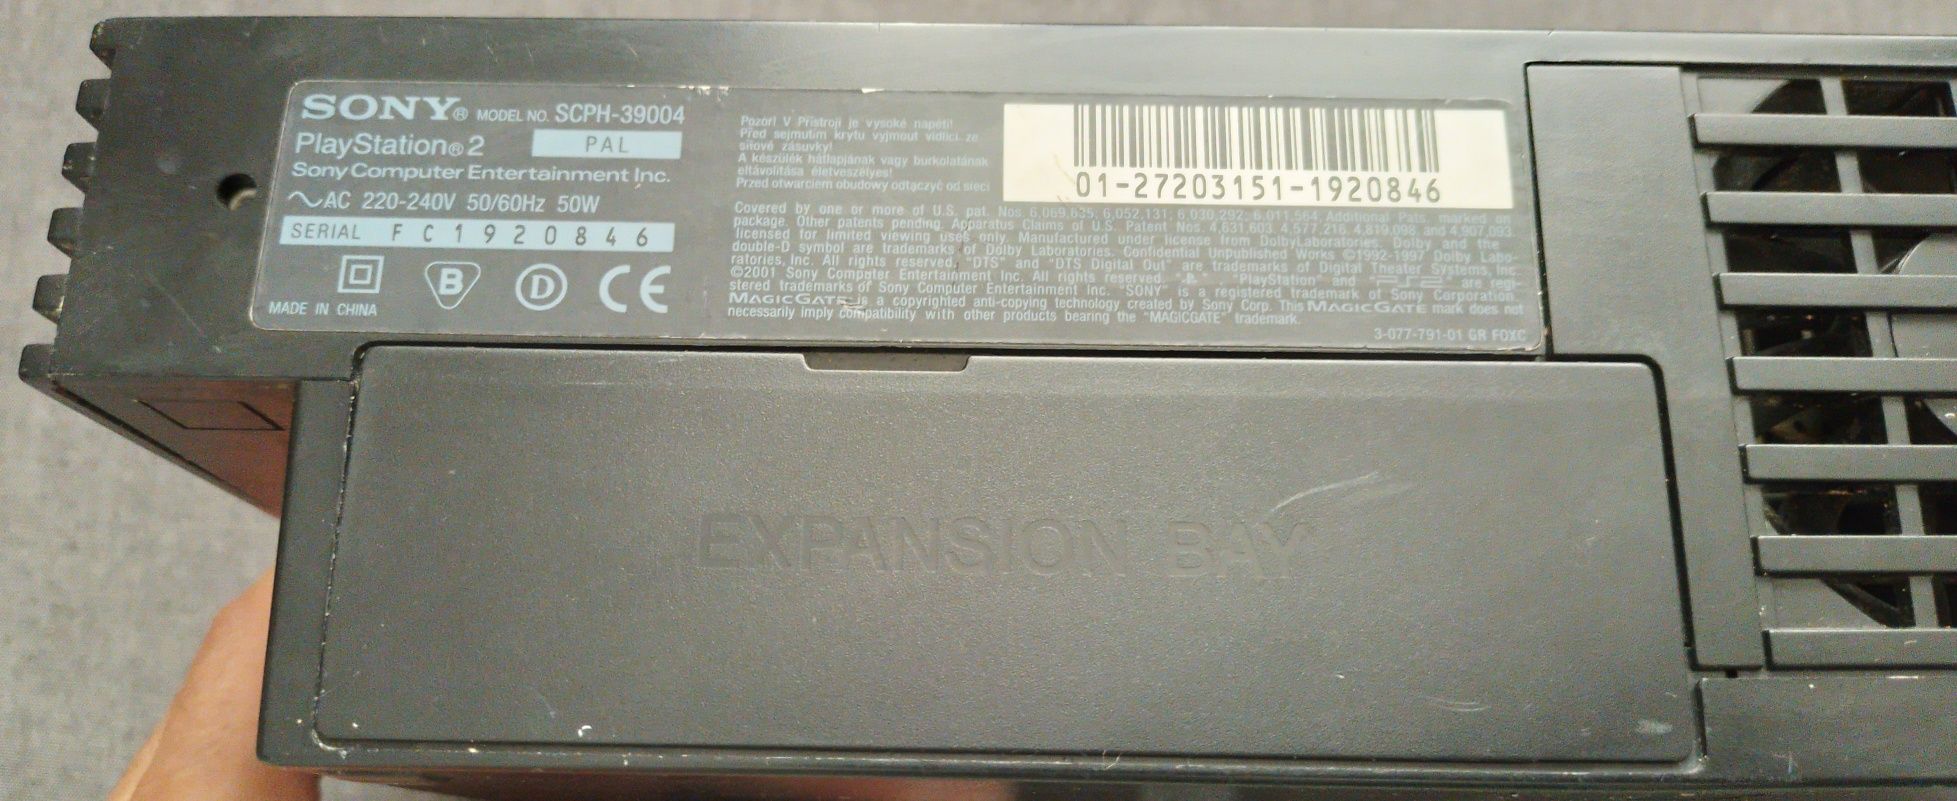 SONY® MODEL NO. SCPH-39004
PlayStation®2 PAL
Sony Computer Entertainment Inc.
AC 220-240V 50/60Hz 50W
SERIAL FC1920846
B D CE
MADE IN CHINA
Pozor! V Přístroji je vysoké napětí!
Před sejmutím krytu vyjmout vidlici ze
síťové zásuvky!
A készülék hátlapjának vagy burkolatának
eltávolítása életveszélyes!
Przed otwarciem obudowy odłączyć od sieci
01-27203151-1920846
Covered by one or more of U.S. pat. Nos. 6,069,635; 6,052,131; 6,030,292; 6,011,564. Additional Pats. marked on
package. Other patents pending. Apparatus Claims of U.S. Patent Nos. 4,631,603, 4,577,216, 4,819,098, and 4,907,093
licensed for limited viewing uses only. Manufactured under license from DolbyLaboratories. Dolby and the
double-D symbol are trademarks of Dolby Laboratories. Confidential Unpublished Works ©1992-1997 Dolby Labo-
ratories, Inc. All rights reserved. "DTS" and "DTS Digital Out" are trademarks of Digital Theater Systems, Inc.
©2001 Sony Computer Entertainment Inc. All rights reserved. "PlayStation" and "PS2" are regi-
stered trademarks of Sony Computer Entertainment Inc. "SONY" is a registered trademark of Sony Corporation.
MAGICGATE is a copyrighted anti-copying technology created by Sony Corp. This MAGICGATE mark does not
necessarily imply compatibility with other products bearing the "MAGICGATE" trademark.
3-077-791-01 GR FOXC
EXPANSION BAY